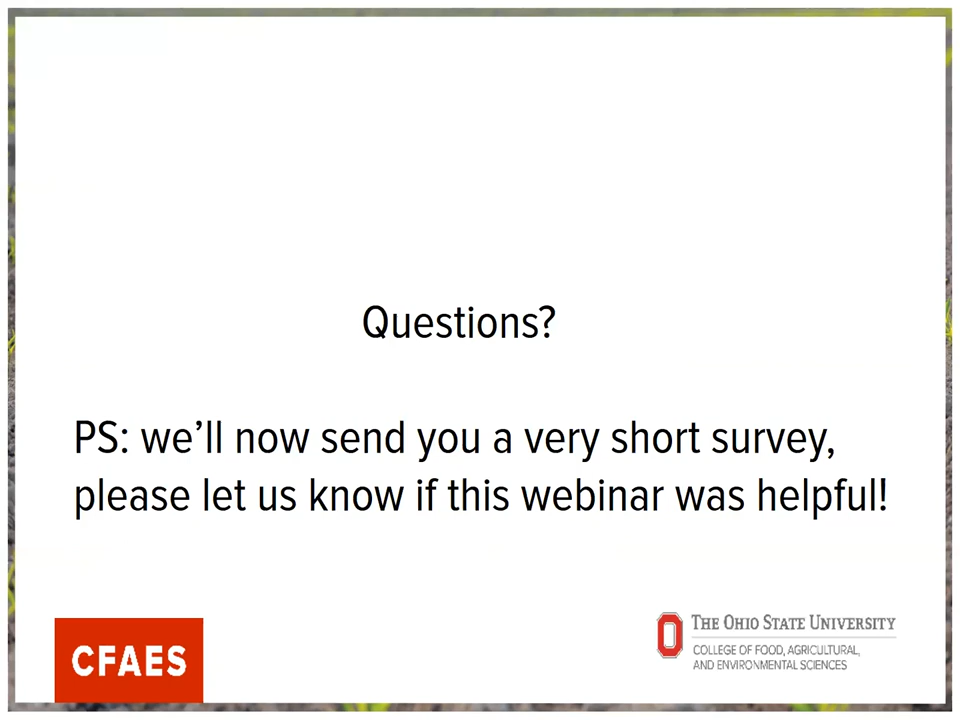 Questions?
PS: we’ll now send you a very short survey,
please let us know if this webinar was helpful!
CFAES
THE OHIO STATE UNIVERSITY
COLLEGE OF FOOD, AGRICULTURAL,
AND ENVIRONMENTAL SCIENCES